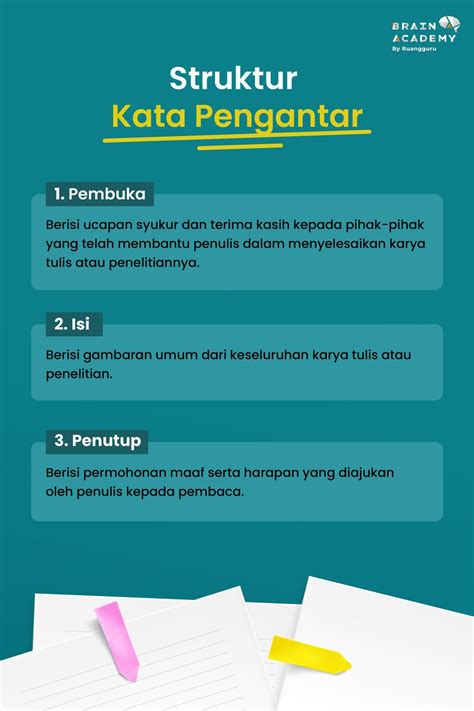 BRAIN
ACADEMY
By Ruangguru
Struktur
Kata Pengantar
1. Pembuka
Berisi ucapan syukur dan terima kasih kepada pihak-pihak
yang telah membantu penulis dalam menyelesaikan karya
tulis atau penelitiannya.
2. Isi
Berisi gambaran umum dari keseluruhan karya tulis atau
penelitian.
3. Penutup
Berisi permohonan maaf serta harapan yang diajukan
oleh penulis kepada pembaca.